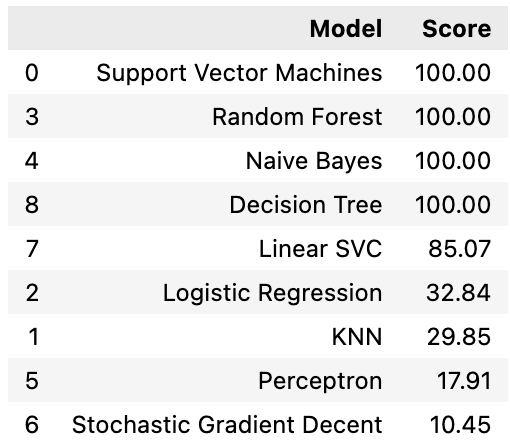 Model Score
0 Support Vector Machines 100.00
3 Random Forest 100.00
4 Naive Bayes 100.00
8 Decision Tree 100.00
7 Linear SVC 85.07
2 Logistic Regression 32.84
1 KNN 29.85
5 Perceptron 17.91
6 Stochastic Gradient Decent 10.45